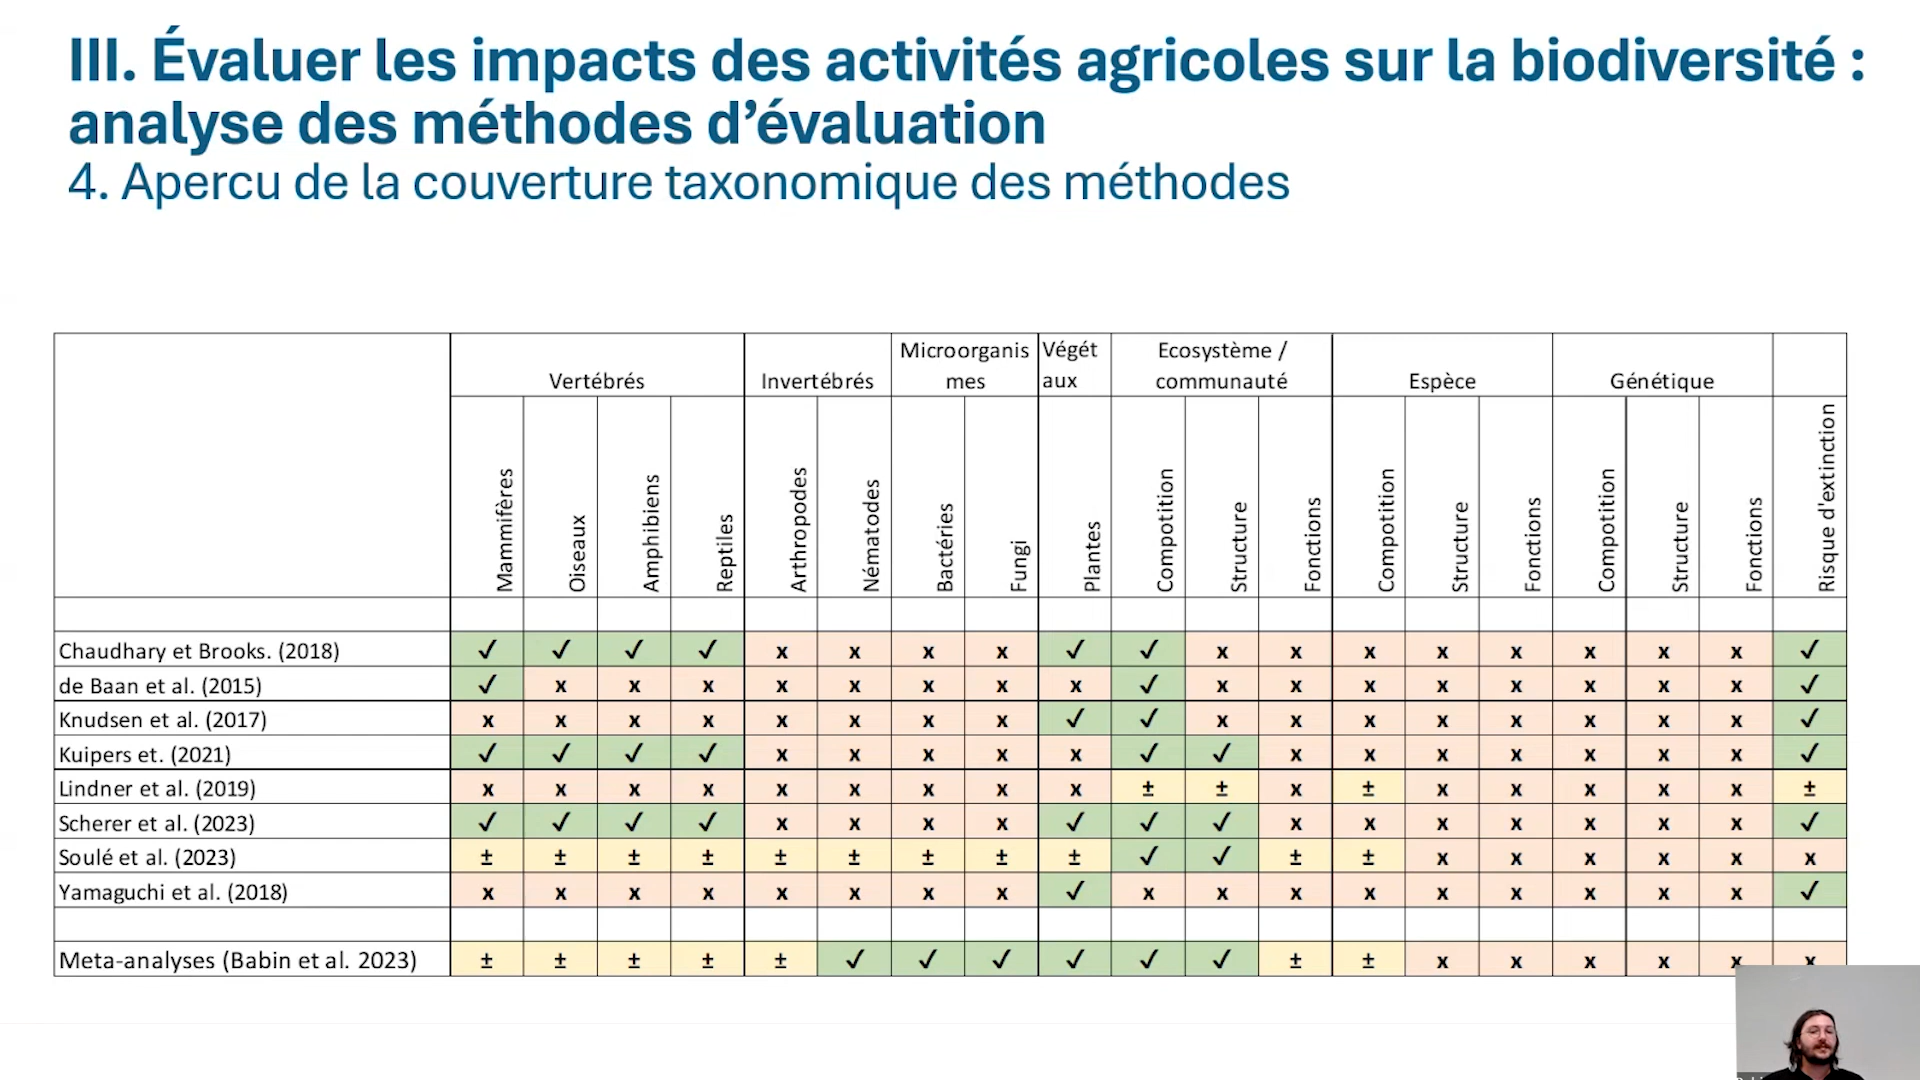 III. Évaluer les impacts des activités agricoles sur la biodiversité :
analyse des méthodes d’évaluation
4. Apercu de la couverture taxonomique des méthodes
Vertébrés Invertébrés Microorganis Végét Ecosystème / Espèce Génétique
mes aux communauté
Mammifères Oiseaux Amphibiens Reptiles Arthropodes Nématodes Bactéries Fungi Plantes Compotition Structure Fonctions Compotition Structure Fonctions Compotition Structure Fonctions Risque d'extinction
Chaudhary et Brooks. (2018) ✓ ✓ ✓ ✓ x x x x ✓ ✓ x x x x x x x x ✓
de Baan et al. (2015) ✓ x x x x x x x x ✓ x x x x x x x x ✓
Knudsen et al. (2017) x x x x x x x x ✓ ✓ x x x x x x x x ✓
Kuipers et. (2021) ✓ ✓ ✓ ✓ x x x x x ✓ ✓ x x x x x x x ✓
Lindner et al. (2019) x x x x x x x x x ± ± x ± x x x x x ±
Scherer et al. (2023) ✓ ✓ ✓ ✓ x x x x ✓ ✓ ✓ x x x x x x x ✓
Soulé et al. (2023) ± ± ± ± ± ± ± ± ± ✓ ✓ ± ± x x x x x x
Yamaguchi et al. (2018) x x x x x x x x ✓ x x x x x x x x x ✓
Meta-analyses (Babin et al. 2023) ± ± ± ± ± ✓ ✓ ✓ ✓ ✓ ✓ ± ± x x x x x x